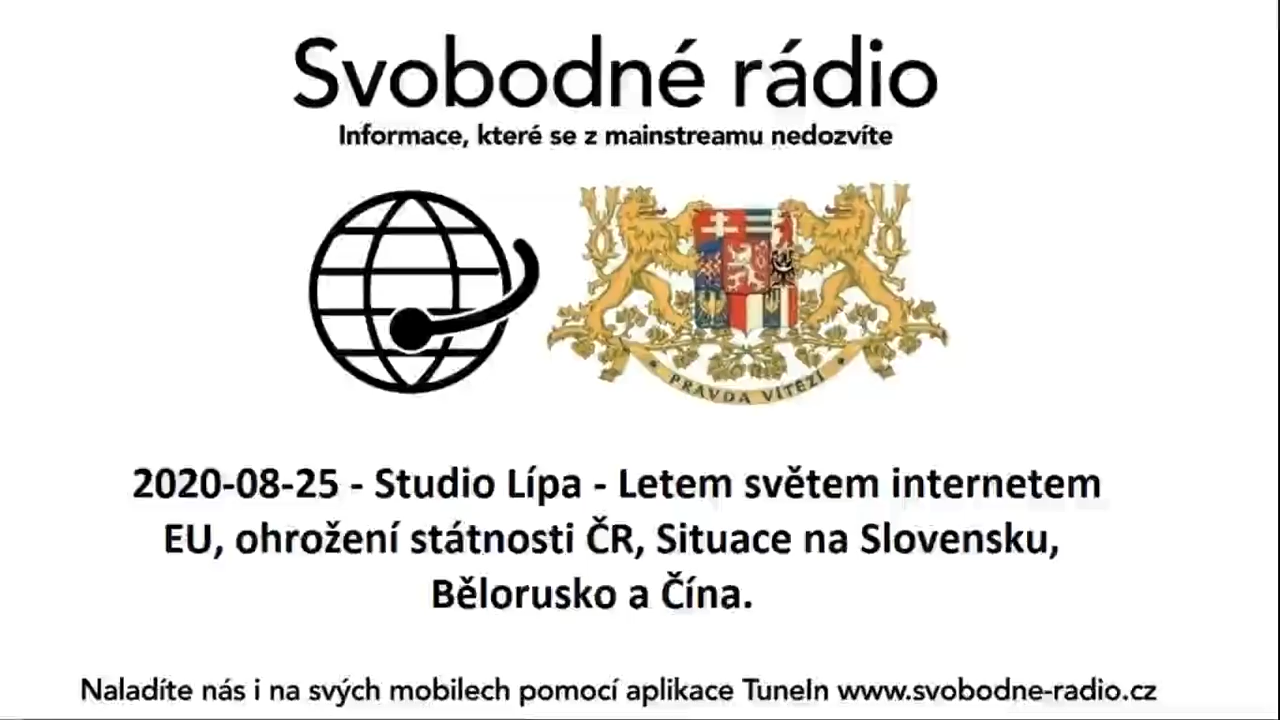 Svobodné rádio
Informace, které se z mainstreamu nedozvíte
PRAVDA VÍTĚZÍ
2020-08-25 - Studio Lípa - Letem světem internetem
EU, ohrožení státnosti ČR, Situace na Slovensku,
Bělorusko a Čína.
Naladíte nás i na svých mobilech pomocí aplikace TuneIn www.svobodne-radio.cz